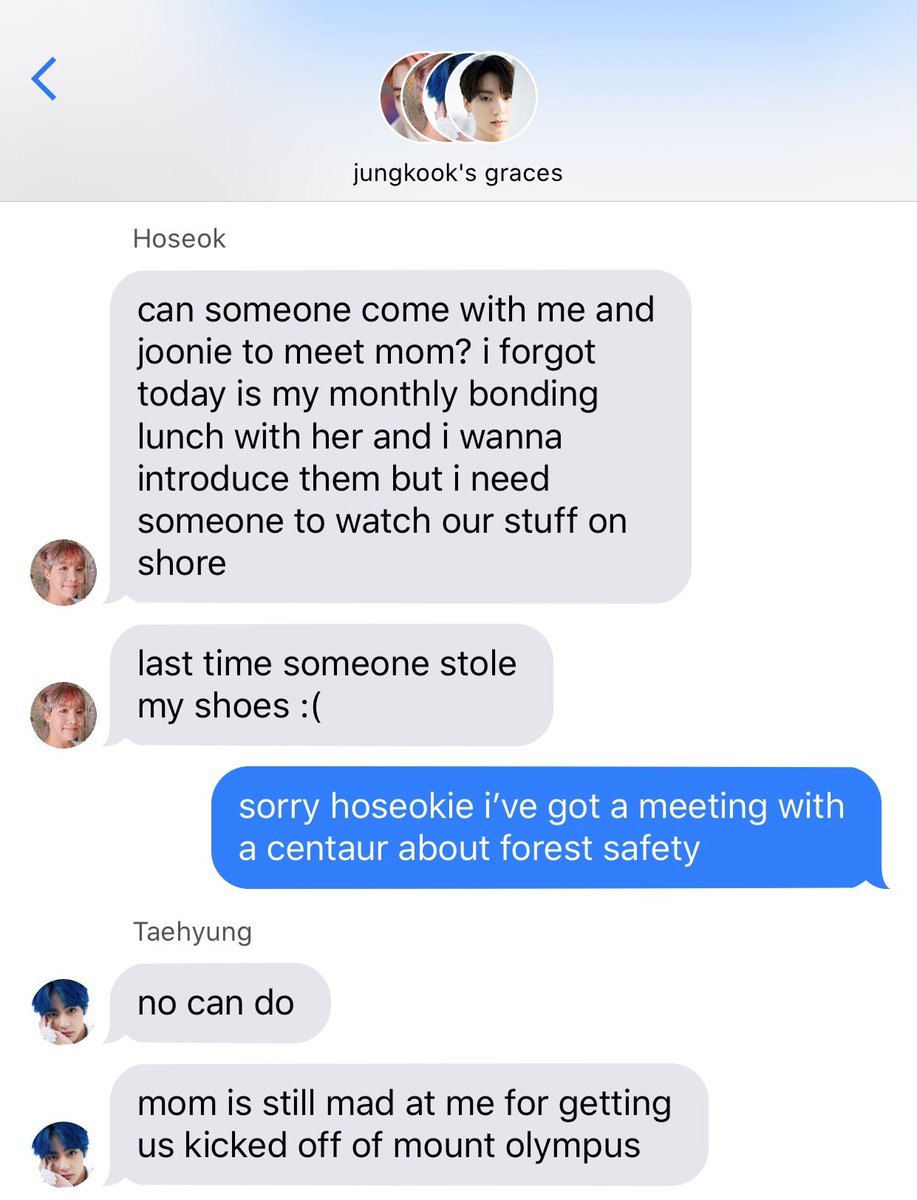 jungkook's graces
Hoseok
can someone come with me and
joonie to meet mom? i forgot
today is my monthly bonding
lunch with her and i wanna
introduce them but i need
someone to watch our stuff on
shore
last time someone stole
my shoes :(
sorry hoseokie i’ve got a meeting with
a centaur about forest safety
Taehyung
no can do
mom is still mad at me for getting
us kicked off of mount olympus